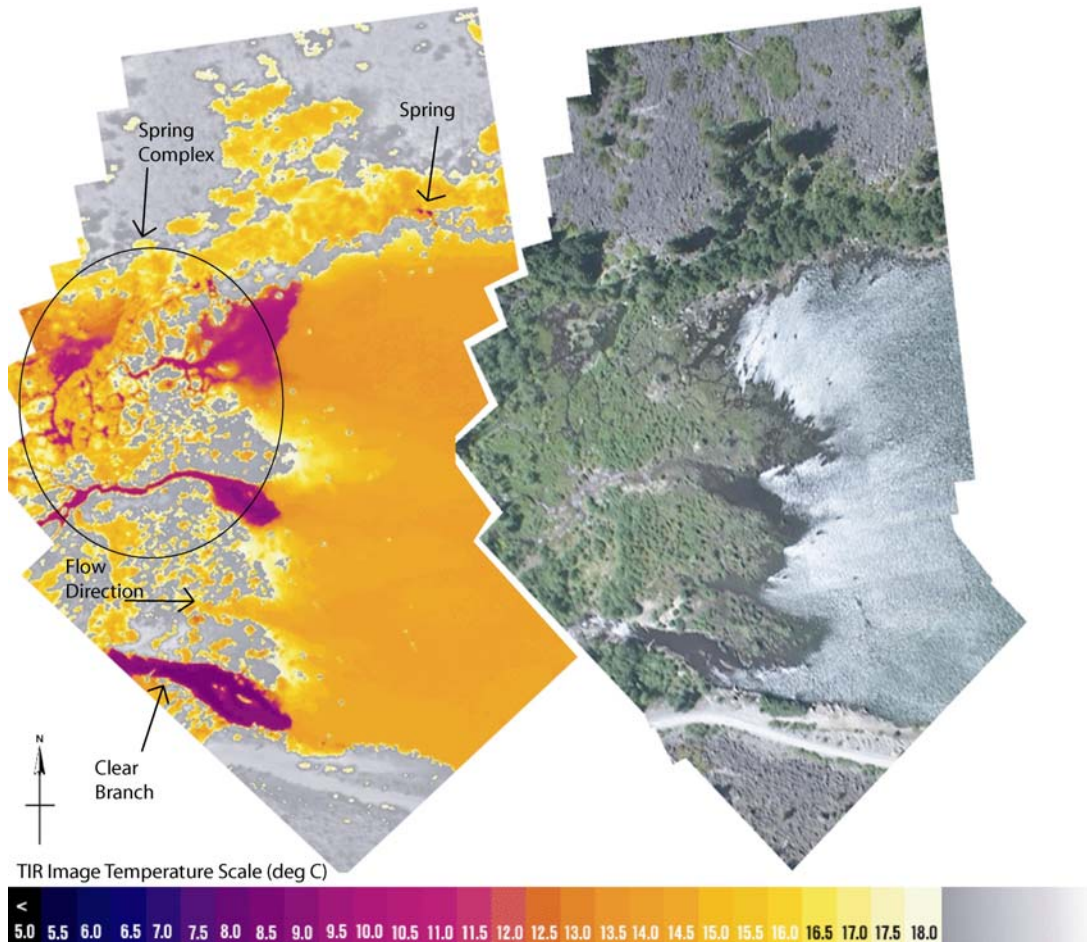 Spring
Spring
Complex
Flow
Direction
Clear
Branch
N
TIR Image Temperature Scale (deg C)
<
5.0 5.5 6.0 6.5 7.0 7.5 8.0 8.5 9.0 9.5 10.0 10.5 11.0 11.5 12.0 12.5 13.0 13.5 14.0 14.5 15.0 15.5 16.0 16.5 17.0 17.5 18.0